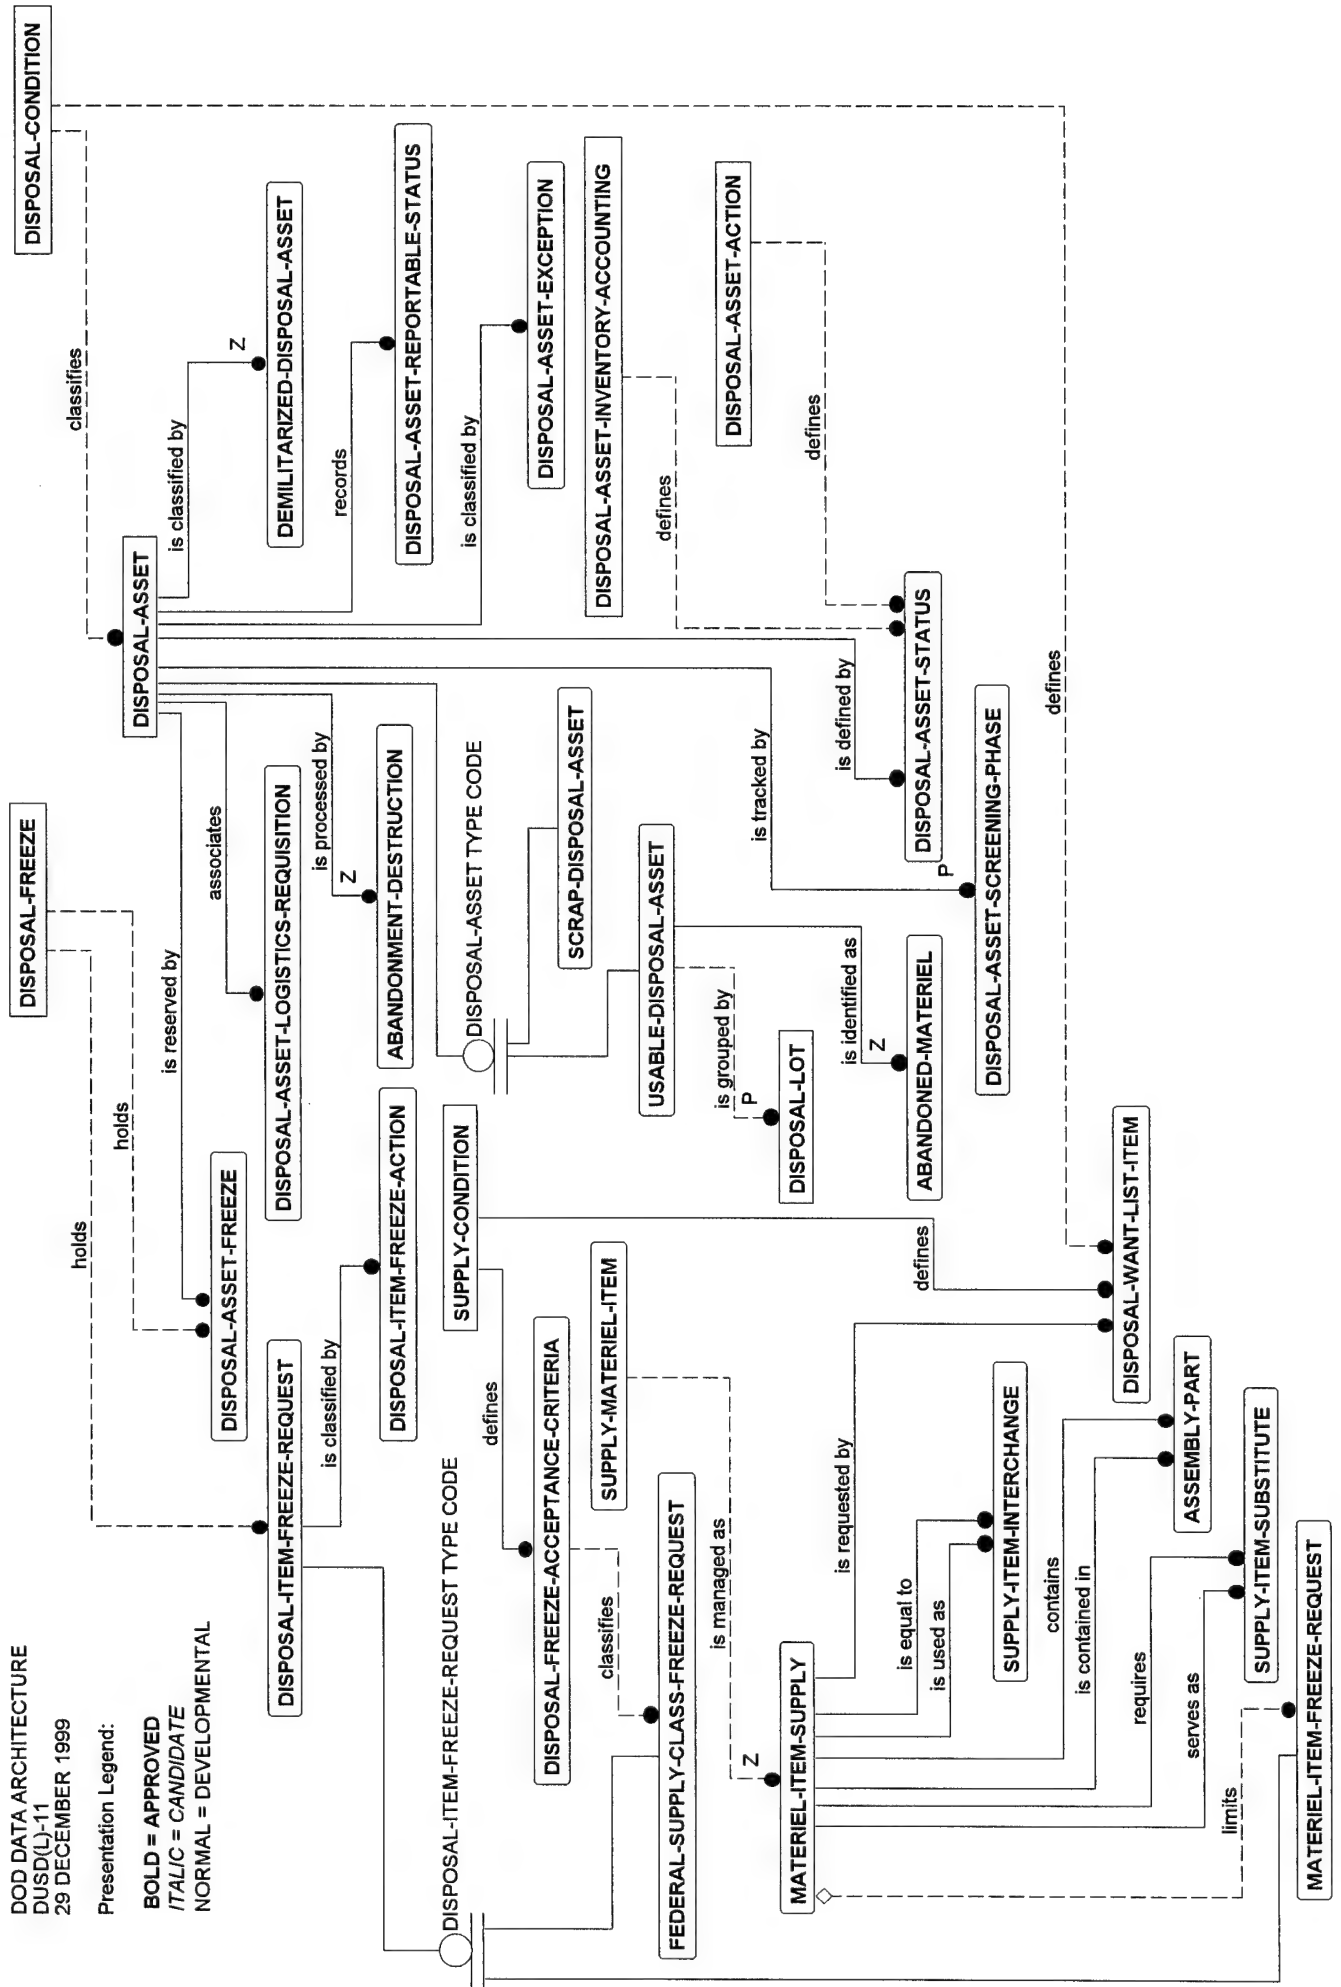 DOD DATA ARCHITECTURE
DUSD(L)-11
29 DECEMBER 1999
Presentation Legend:
BOLD = APPROVED
ITALIC = CANDIDATE
NORMAL = DEVELOPMENTAL
DISPOSAL-FREEZE
DISPOSAL-CONDITION
holds
holds
classifies
DISPOSAL-ASSET
is reserved by
associates
is processed by
Z
is classified by
Z
records
is classified by
DISPOSAL-ASSET-FREEZE
DISPOSAL-ITEM-FREEZE-REQUEST
DISPOSAL-ASSET-LOGISTICS-REQUISITION
DEMILITARIZED-DISPOSAL-ASSET
is classified by
DISPOSAL-ITEM-FREEZE-ACTION
ABANDONMENT-DESTRUCTION
DISPOSAL-ASSET-REPORTABLE-STATUS
DISPOSAL-ITEM-FREEZE-REQUEST TYPE CODE
SUPPLY-CONDITION
DISPOSAL-ASSET TYPE CODE
defines
DISPOSAL-FREEZE-ACCEPTANCE-CRITERIA
SCRAP-DISPOSAL-ASSET
DISPOSAL-ASSET-EXCEPTION
SUPPLY-MATERIEL-ITEM
DISPOSAL-ASSET-INVENTORY-ACCOUNTING
classifies
FEDERAL-SUPPLY-CLASS-FREEZE-REQUEST
USABLE-DISPOSAL-ASSET
defines
is managed as
Z
is grouped by
P
DISPOSAL-ASSET-ACTION
is tracked by
P
MATERIEL-ITEM-SUPPLY
DISPOSAL-LOT
defines
is requested by
is identified as
Z
is defined by
ABANDONED-MATERIEL
DISPOSAL-ASSET-STATUS
is equal to
is used as
defines
DISPOSAL-ASSET-SCREENING-PHASE
SUPPLY-ITEM-INTERCHANGE
contains
is contained in
defines
DISPOSAL-WANT-LIST-ITEM
requires
ASSEMBLY-PART
serves as
SUPPLY-ITEM-SUBSTITUTE
limits
MATERIEL-ITEM-FREEZE-REQUEST